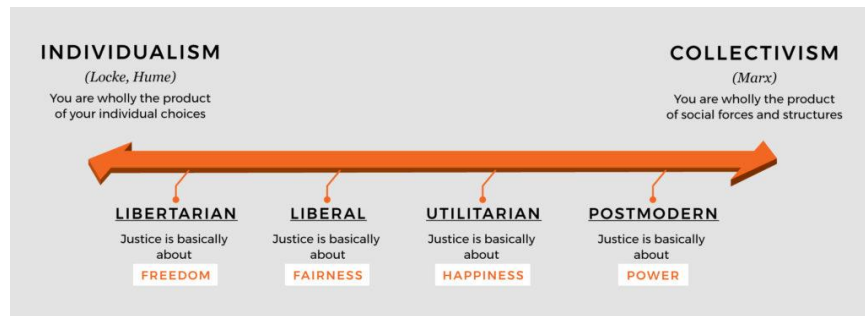 INDIVIDUALISM
(Locke, Hume)
You are wholly the product
of your individual choices
COLLECTIVISM
(Marx)
You are wholly the product
of social forces and structures
LIBERTARIAN
Justice is basically
about
FREEDOM
LIBERAL
Justice is basically
about
FAIRNESS
UTILITARIAN
Justice is basically
about
HAPPINESS
POSTMODERN
Justice is basically
about
POWER